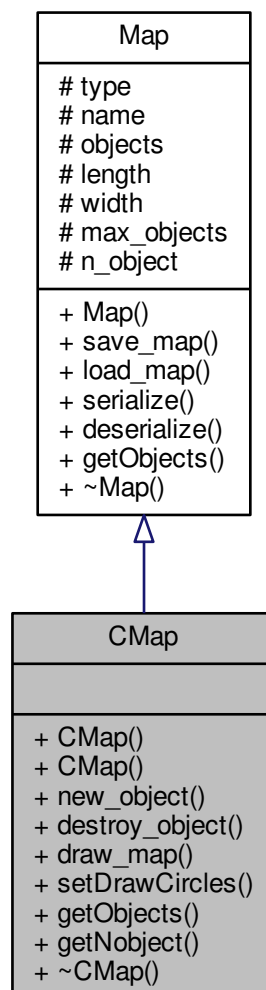 Map
# type
# name
# objects
# length
# width
# max_objects
# n_object
+ Map()
+ save_map()
+ load_map()
+ serialize()
+ deserialize()
+ getObjects()
+ ~Map()
CMap
+ CMap()
+ CMap()
+ new_object()
+ destroy_object()
+ draw_map()
+ setDrawCircles()
+ getObjects()
+ getNobject()
+ ~CMap()